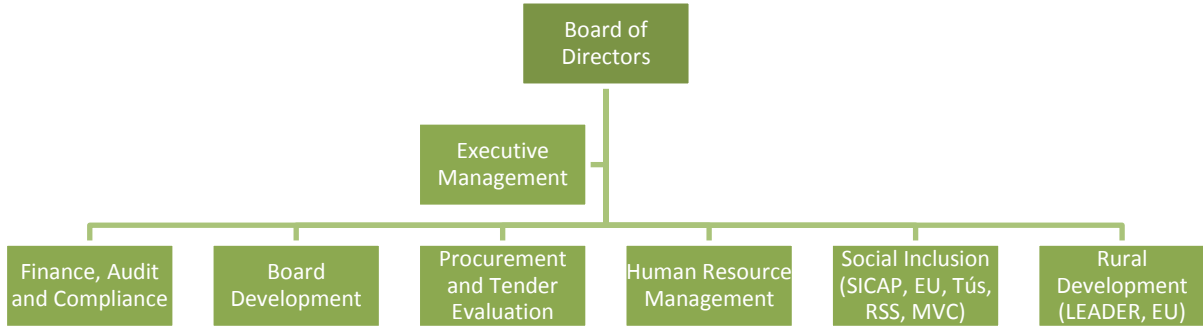 Board of
Directors
Executive
Management
Finance, Audit
and Compliance
Board
Development
Procurement
and Tender
Evaluation
Human Resource
Management
Social Inclusion
(SICAP, EU, Tús,
RSS, MVC)
Rural
Development
(LEADER, EU)